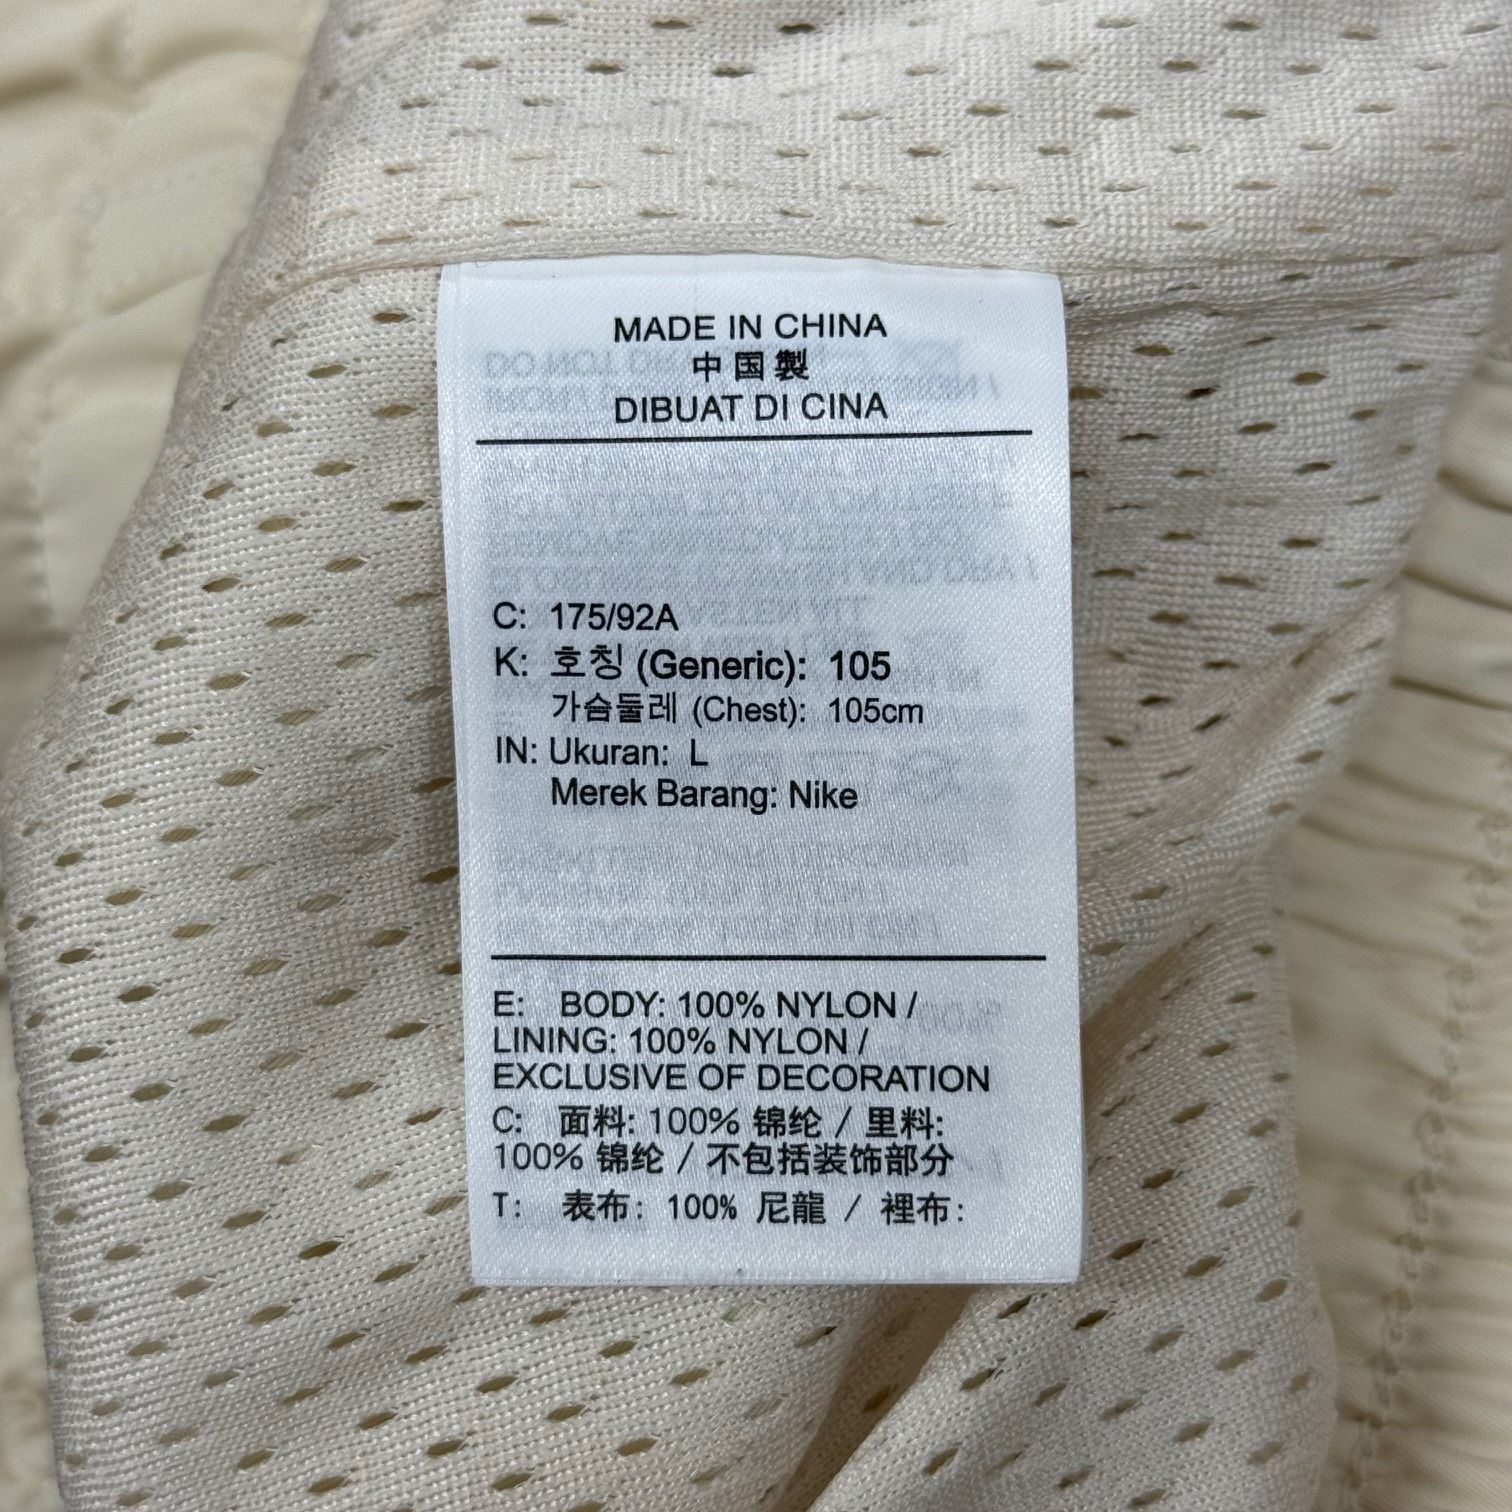 MADE IN CHINA
中国製
DIBUAT DI CINA
C: 175/92A
K: 호칭 (Generic): 105
가슴둘레 (Chest): 105cm
IN: Ukuran: L
Merek Barang: Nike
E: BODY: 100% NYLON /
LINING: 100% NYLON /
EXCLUSIVE OF DECORATION
C: 面料: 100% 锦纶 / 里料:
100% 锦纶 / 不包括装饰部分
T: 表布: 100% 尼龍 / 裡布: